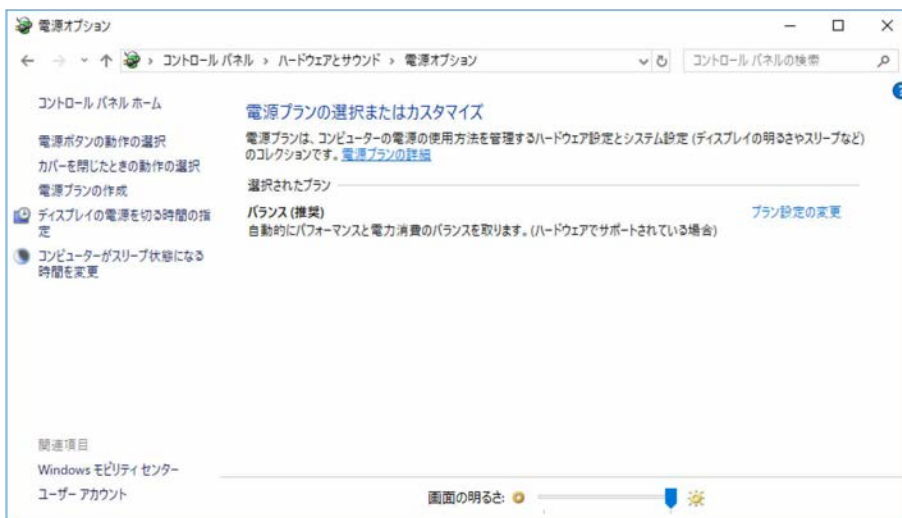 電源オプション
コントロール パネル › ハードウェアとサウンド › 電源オプション
コントロール パネルの検索
コントロール パネル ホーム
電源ボタンの動作の選択
カバーを閉じたときの動作の選択
電源プランの作成
ディスプレイの電源を切る時間の指
定
コンピューターがスリープ状態になる
時間を変更
関連項目
Windows モビリティ センター
ユーザー アカウント
電源プランの選択またはカスタマイズ
電源プランは、コンピューターの電源の使用方法を管理するハードウェア設定とシステム設定 (ディスプレイの明るさやスリープなど)
のコレクションです。電源プランの詳細
選択されたプラン
バランス (推奨)
プラン設定の変更
自動的にパフォーマンスと電力消費のバランスを取ります。(ハードウェアでサポートされている場合)
画面の明るさ: